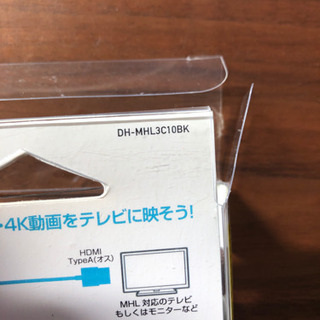 DH-MHL3C10BK
4K動画をテレビに映そう!
HDMI
TypeA(オス)
MHL対応のテレビ
もしくはモニターなど